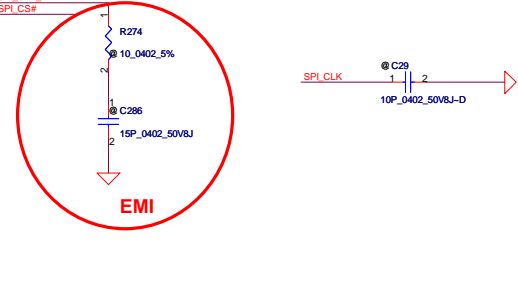 SPI_CS#
1
R274
@ 10_0402_5%
2
1
@ C286
15P_0402_50V8J
2
EMI
@ C29
SPI_CLK
1
2
10P_0402_50V8J~D